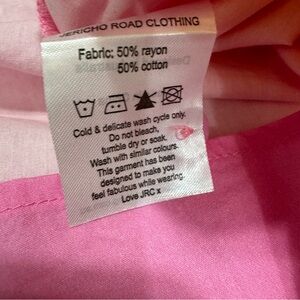 JERICHO ROAD CLOTHING
Fabric: 50% rayon
50% cotton
Cold & delicate wash cycle only.
Do not bleach,
tumble dry or soak.
Wash with similar colours.
This garment has been
designed to make you
feel fabulous while wearing.
Love JRC x